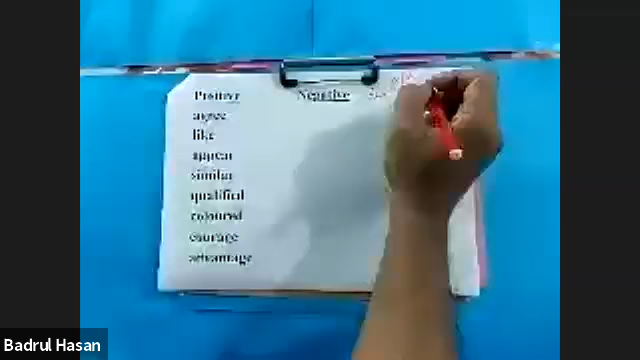 Positive Negative
agree
like
appear
similar
qualified
coloured
courage
advantage
Badrul Hasan